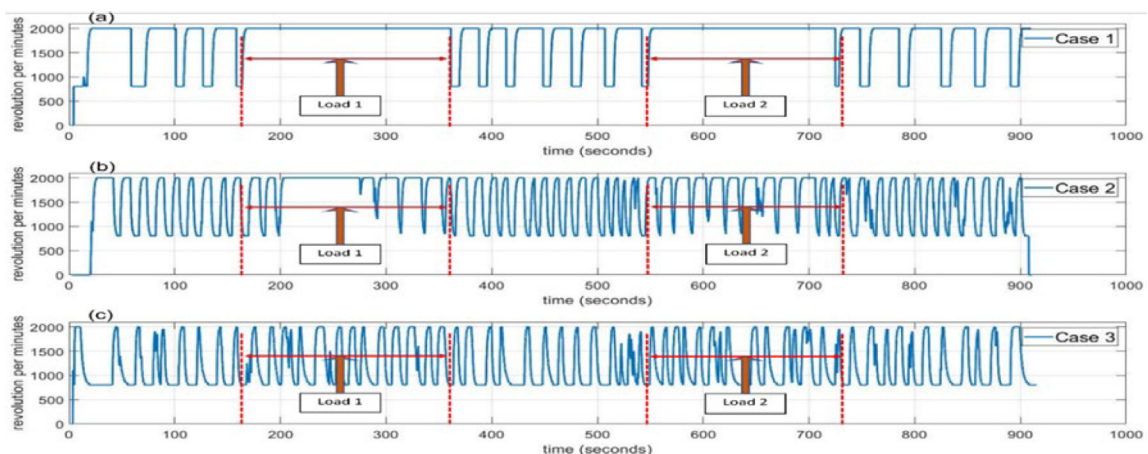 (a)
2000
1500
1000
500
0
revolution per minutes
Case 1
Load 1
Load 2
0 100 200 300 400 500 600 700 800 900 1000
time (seconds)
(b)
2000
1500
1000
500
0
revolution per minutes
Case 2
Load 1
Load 2
0 100 200 300 400 500 600 700 800 900 1000
time (seconds)
(c)
2000
1500
1000
500
0
revolution per minutes
Case 3
Load 1
Load 2
0 100 200 300 400 500 600 700 800 900 1000
time (seconds)